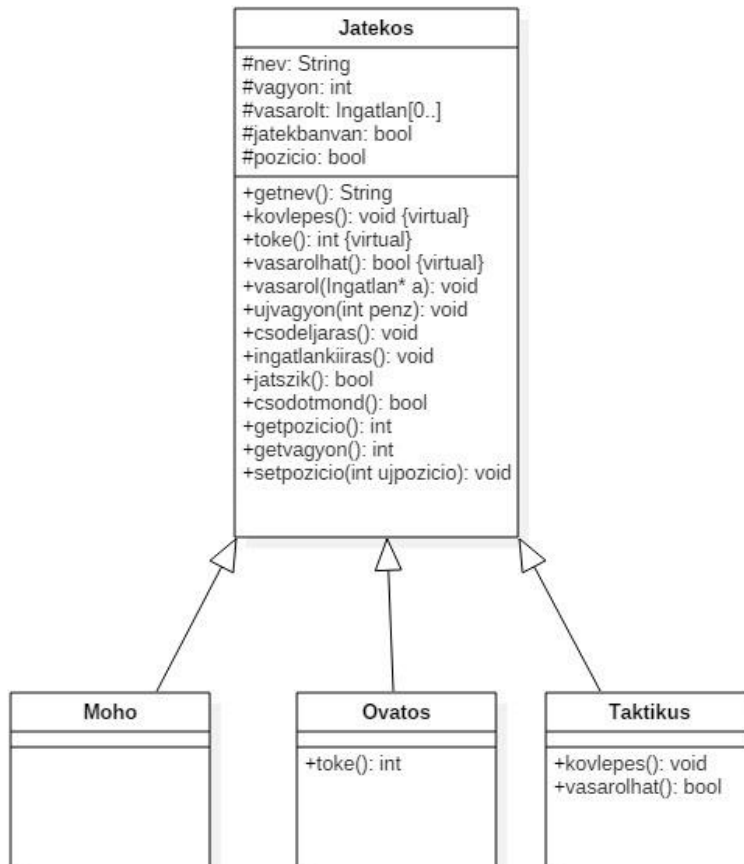 Jatekos
#nev: String
#vagyon: int
#vasarolt: Ingatlan[0..]
#jatekbanvan: bool
#pozicio: bool
+getnev(): String
+kovlepes(): void {virtual}
+toke(): int {virtual}
+vasarolhat(): bool {virtual}
+vasarol(Ingatlan* a): void
+ujvagyon(int penz): void
+csodeljaras(): void
+ingatlankiiras(): void
+jatszik(): bool
+csodotmond(): bool
+getpozicio(): int
+getvagyon(): int
+setpozicio(int ujpozicio): void
Moho
Ovatos
+toke(): int
Taktikus
+kovlepes(): void
+vasarolhat(): bool